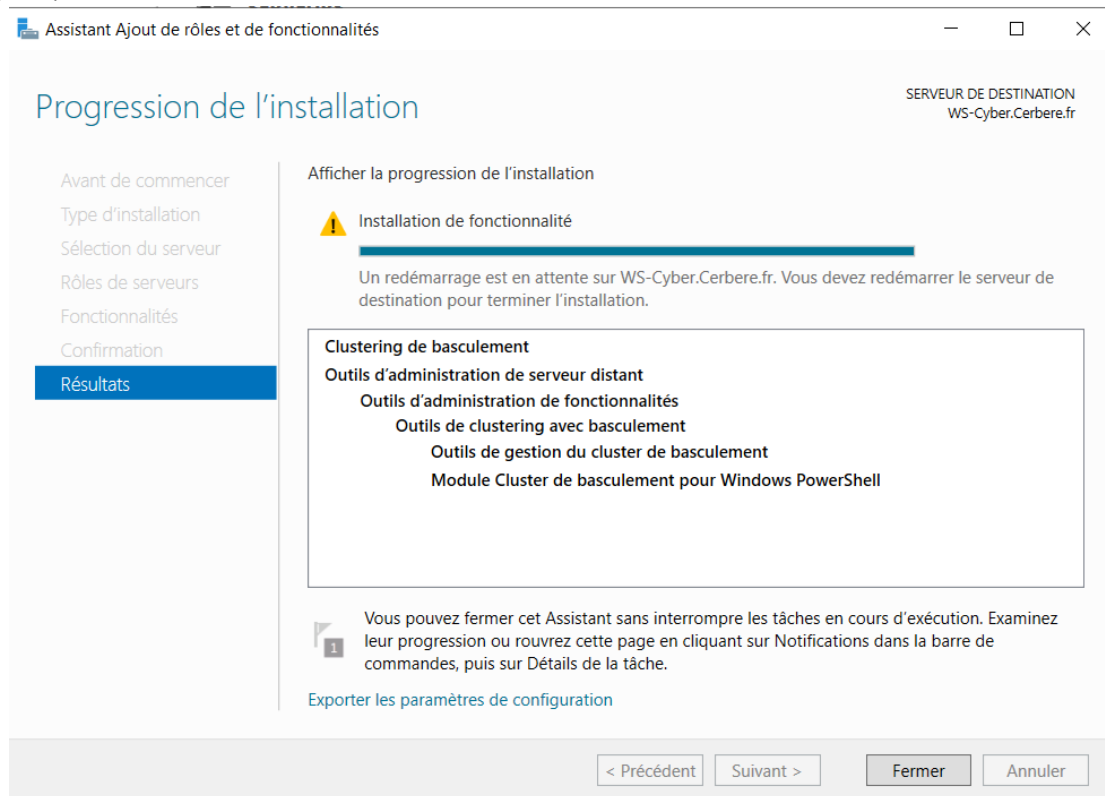 Assistant Ajout de rôles et de fonctionnalités
Progression de l'installation
SERVEUR DE DESTINATION
WS-Cyber.Cerbere.fr
Avant de commencer
Type d'installation
Sélection du serveur
Rôles de serveurs
Fonctionnalités
Confirmation
Résultats
Afficher la progression de l'installation
Installation de fonctionnalité
Un redémarrage est en attente sur WS-Cyber.Cerbere.fr. Vous devez redémarrer le serveur de
destination pour terminer l'installation.
Clustering de basculement
Outils d'administration de serveur distant
Outils d'administration de fonctionnalités
Outils de clustering avec basculement
Outils de gestion du cluster de basculement
Module Cluster de basculement pour Windows PowerShell
1
Vous pouvez fermer cet Assistant sans interrompre les tâches en cours d'exécution. Examinez
leur progression ou rouvrez cette page en cliquant sur Notifications dans la barre de
commandes, puis sur Détails de la tâche.
Exporter les paramètres de configuration
< Précédent
Suivant >
Fermer
Annuler